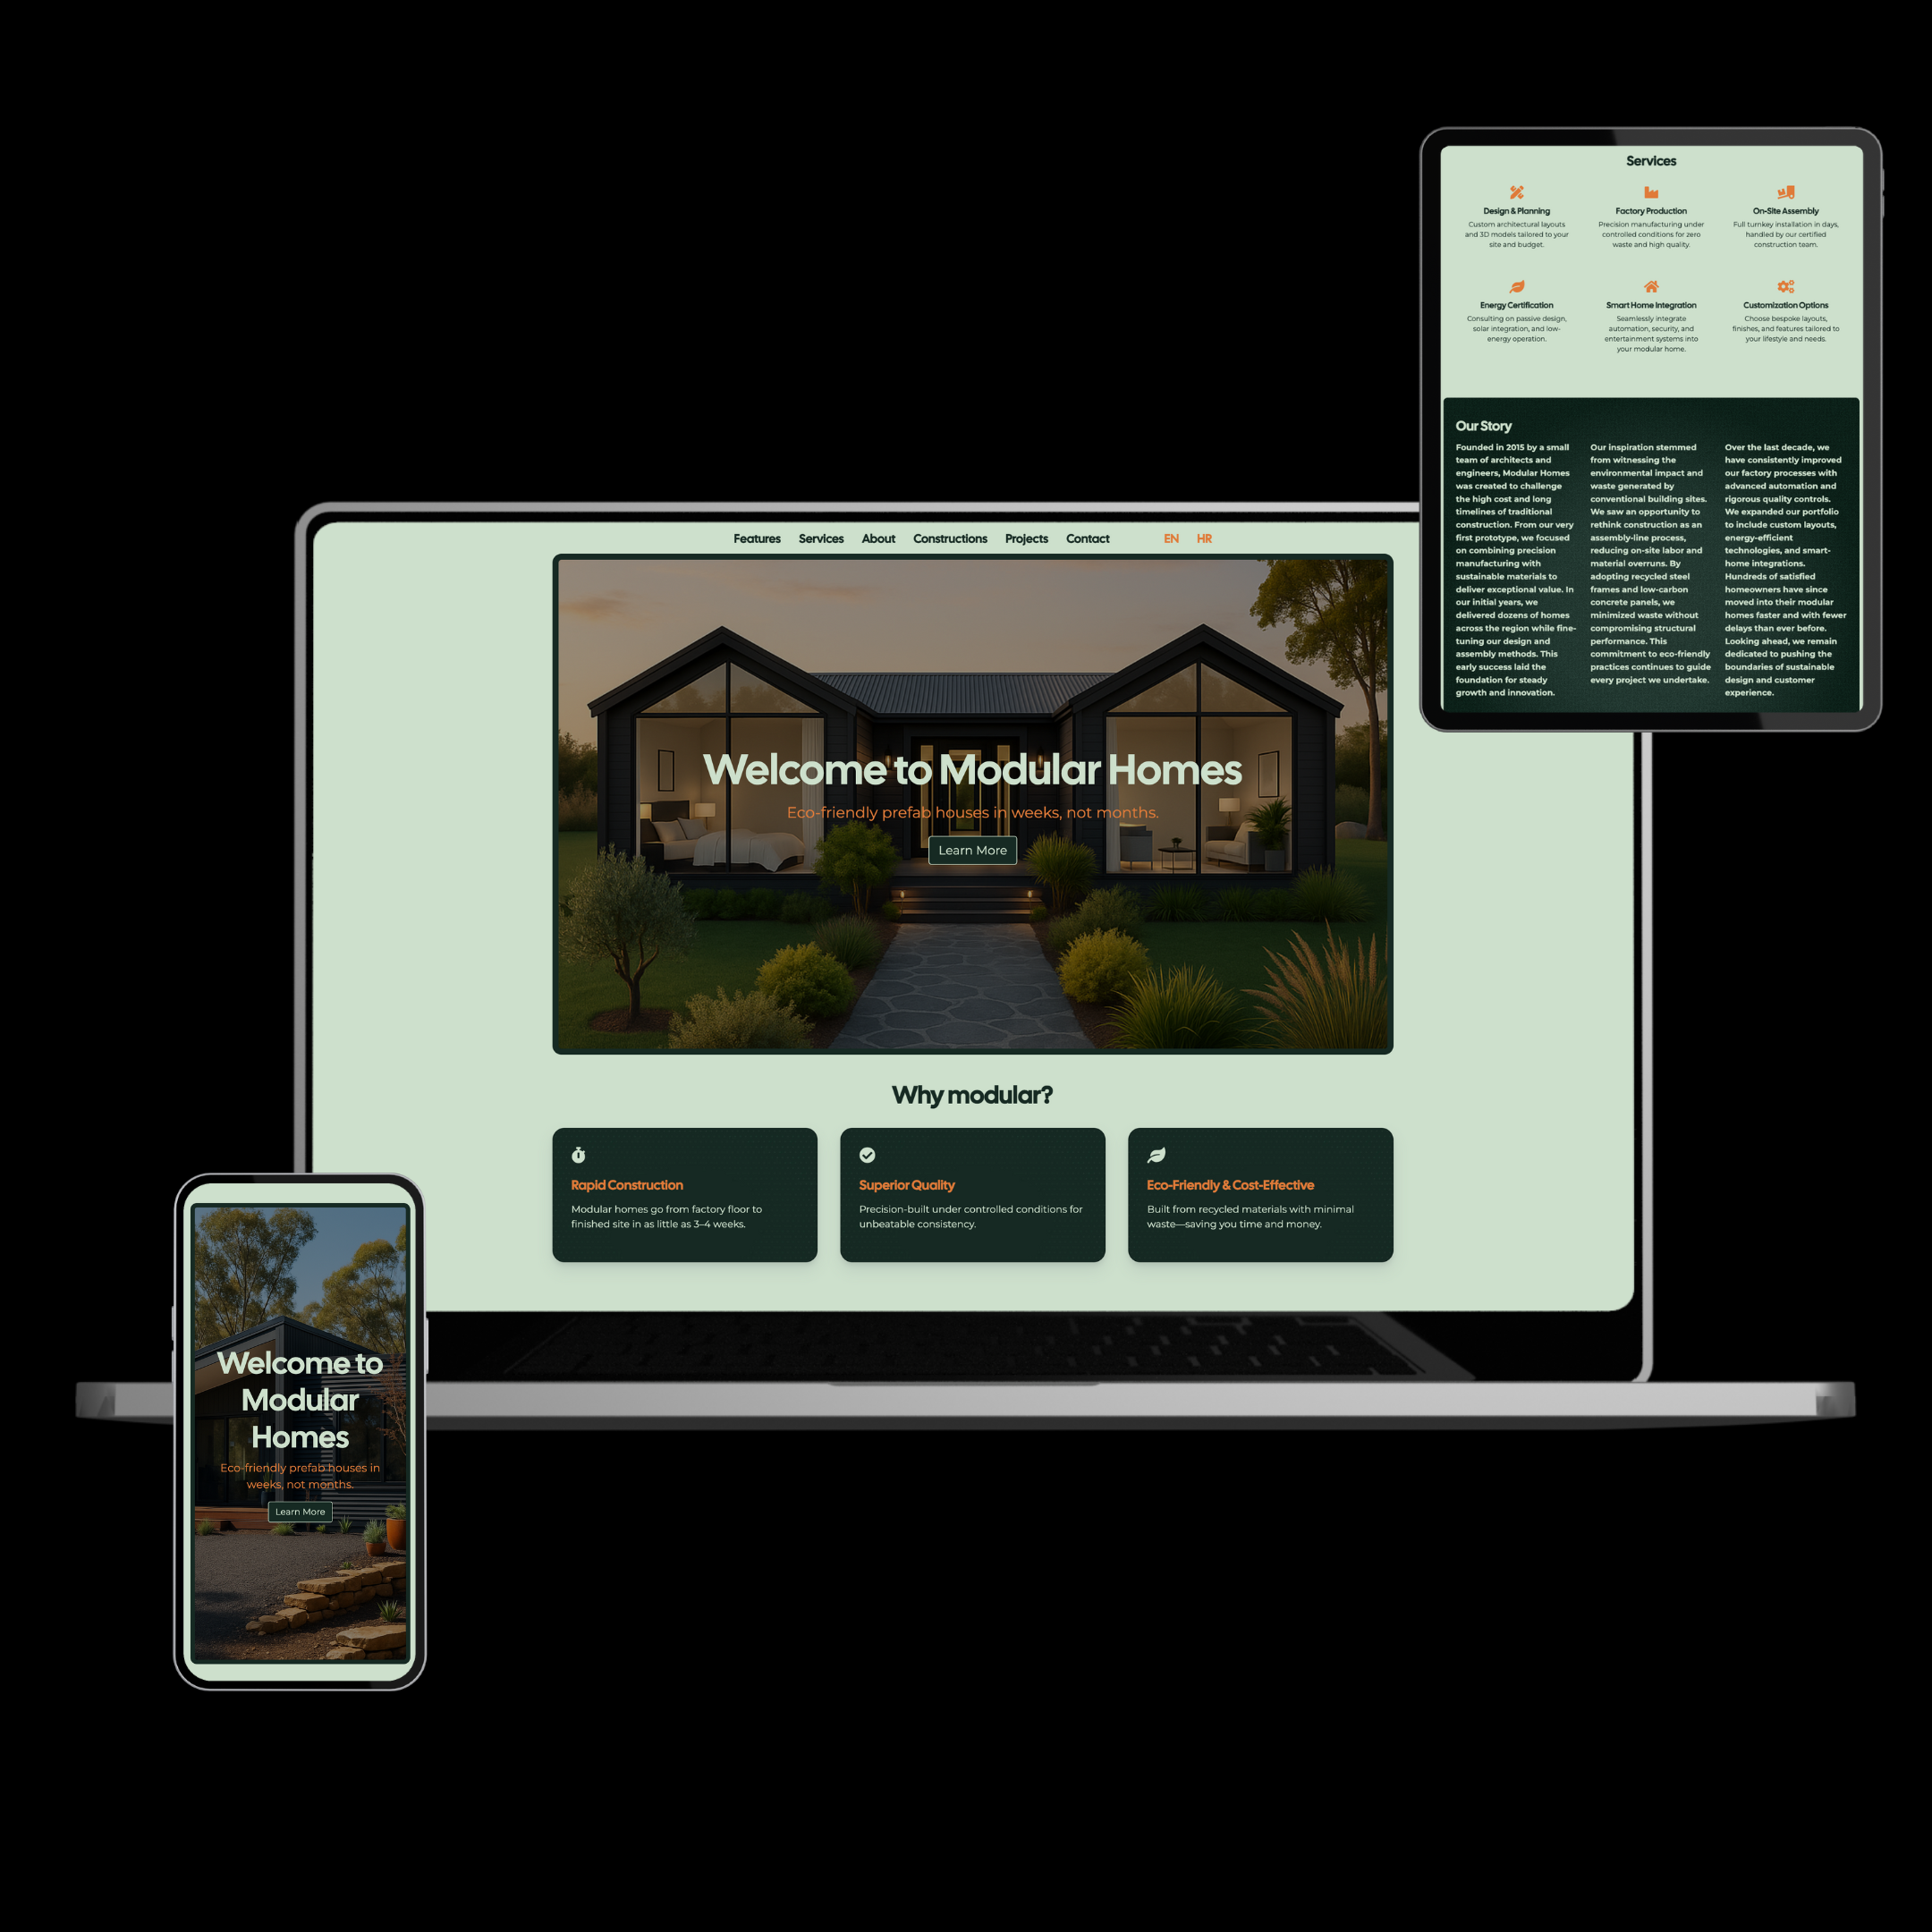 Services
Design & Planning
Custom architectural layouts
and 3D models tailored to your
site and budget.
Factory Production
Precision manufacturing under
controlled conditions for zero
waste and high quality.
On-Site Assembly
Full turnkey installation in days,
handled by our certified
construction team.
Energy Certification
Consulting on passive design,
solar integration, and low-
energy operation.
Smart Home Integration
Seamlessly integrate
automation, security, and
entertainment systems into
your modular home.
Customization Options
Choose bespoke layouts,
finishes, and features tailored to
your lifestyle and needs.
Our Story
Founded in 2015 by a small
team of architects and
engineers, Modular Homes
was created to challenge
the high cost and long
timelines of traditional
construction. From our very
first prototype, we focused
on combining precision
manufacturing with
sustainable materials to
deliver exceptional value. In
our initial years, we
delivered dozens of homes
across the region while fine-
tuning our design and
assembly methods. This
early success laid the
foundation for steady
growth and innovation.
Our inspiration stemmed
from witnessing the
environmental impact and
waste generated by
conventional building sites.
We saw an opportunity to
rethink construction as an
assembly-line process,
reducing on-site labor and
material overruns. By
adopting recycled steel
frames and low-carbon
concrete panels, we
minimized waste without
compromising structural
performance. This
commitment to eco-friendly
practices continues to guide
every project we undertake.
Over the last decade, we
have consistently improved
our factory processes with
advanced automation and
rigorous quality controls.
We expanded our portfolio
to include custom layouts,
energy-efficient
technologies, and smart-
home integrations.
Hundreds of satisfied
homeowners have since
moved into their modular
homes faster and with fewer
delays than ever before.
Looking ahead, we remain
dedicated to pushing the
boundaries of sustainable
design and customer
experience.
Features Services About Constructions Projects Contact EN HR
Welcome to Modular Homes
Eco-friendly prefab houses in weeks, not months.
Learn More
Why modular?
Rapid Construction
Modular homes go from factory floor to
finished site in as little as 3–4 weeks.
Superior Quality
Precision-built under controlled conditions for
unbeatable consistency.
Eco-Friendly & Cost-Effective
Built from recycled materials with minimal
waste—saving you time and money.
Welcome to
Modular
Homes
Eco-friendly prefab houses in
weeks, not months.
Learn More